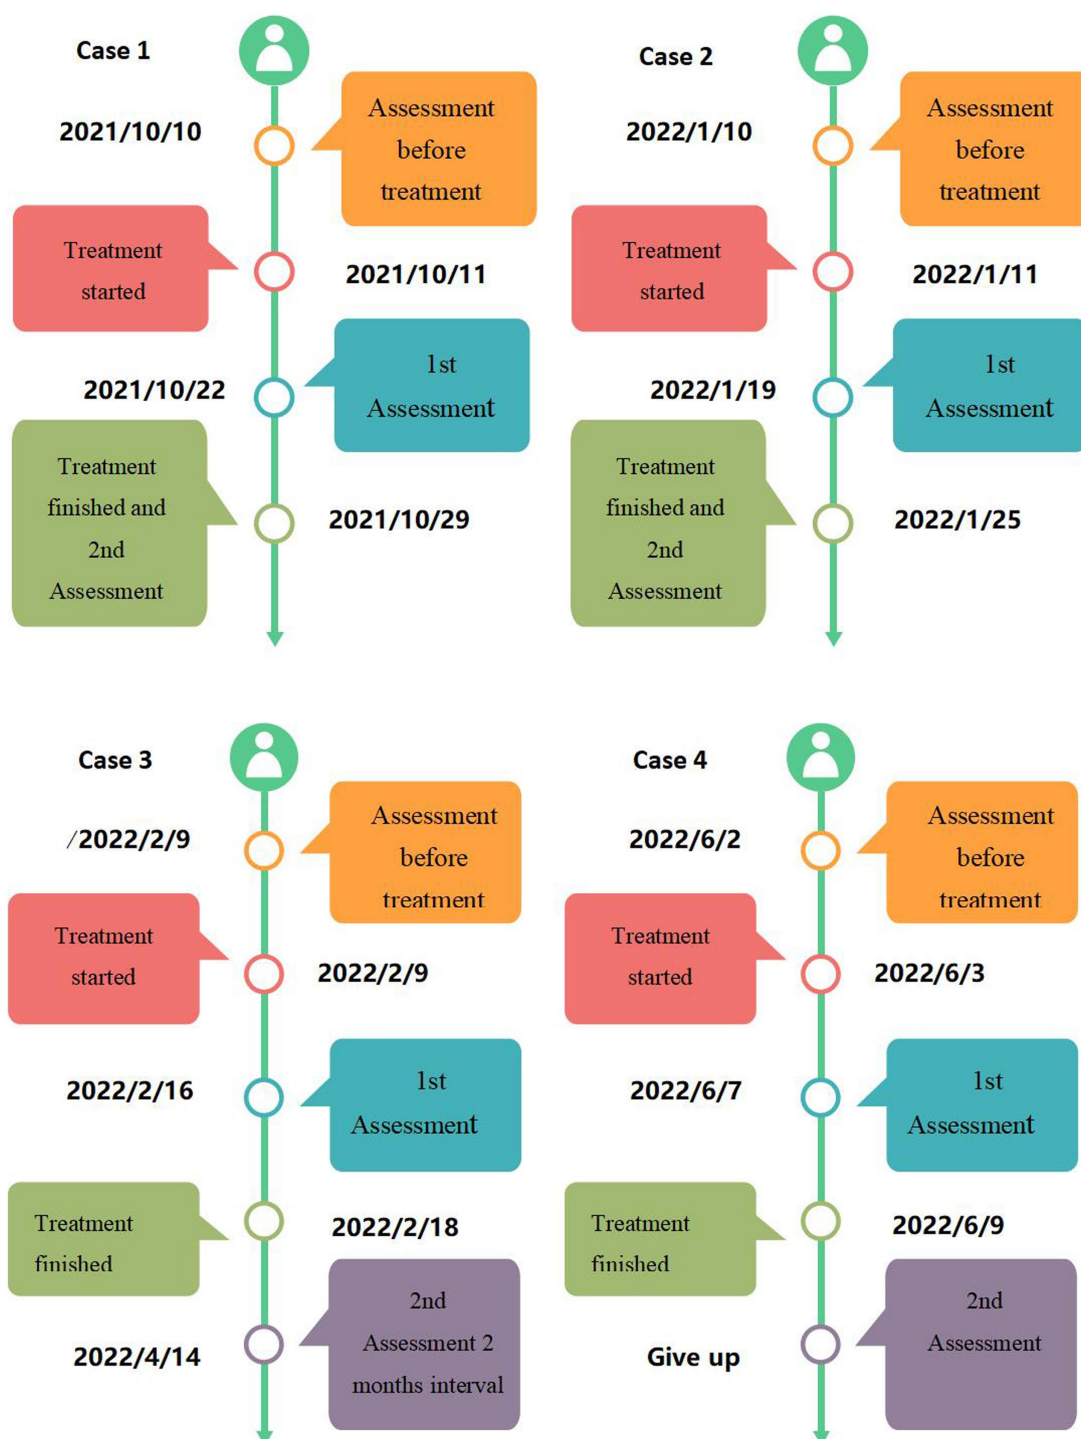 Case 1
2021/10/10
Assessment
before
treatment
Treatment
started
2021/10/11
2021/10/22
1st
Assessment
Treatment
finished and
2nd
Assessment
2021/10/29
Case 2
2022/1/10
Assessment
before
treatment
Treatment
started
2022/1/11
2022/1/19
1st
Assessment
Treatment
finished and
2nd
Assessment
2022/1/25
Case 3
/2022/2/9
Assessment
before
treatment
Treatment
started
2022/2/9
2022/2/16
1st
Assessment
Treatment
finished
2022/2/18
2022/4/14
2nd
Assessment 2
months interval
Case 4
2022/6/2
Assessment
before
treatment
Treatment
started
2022/6/3
2022/6/7
1st
Assessment
Treatment
finished
2022/6/9
Give up
2nd
Assessment